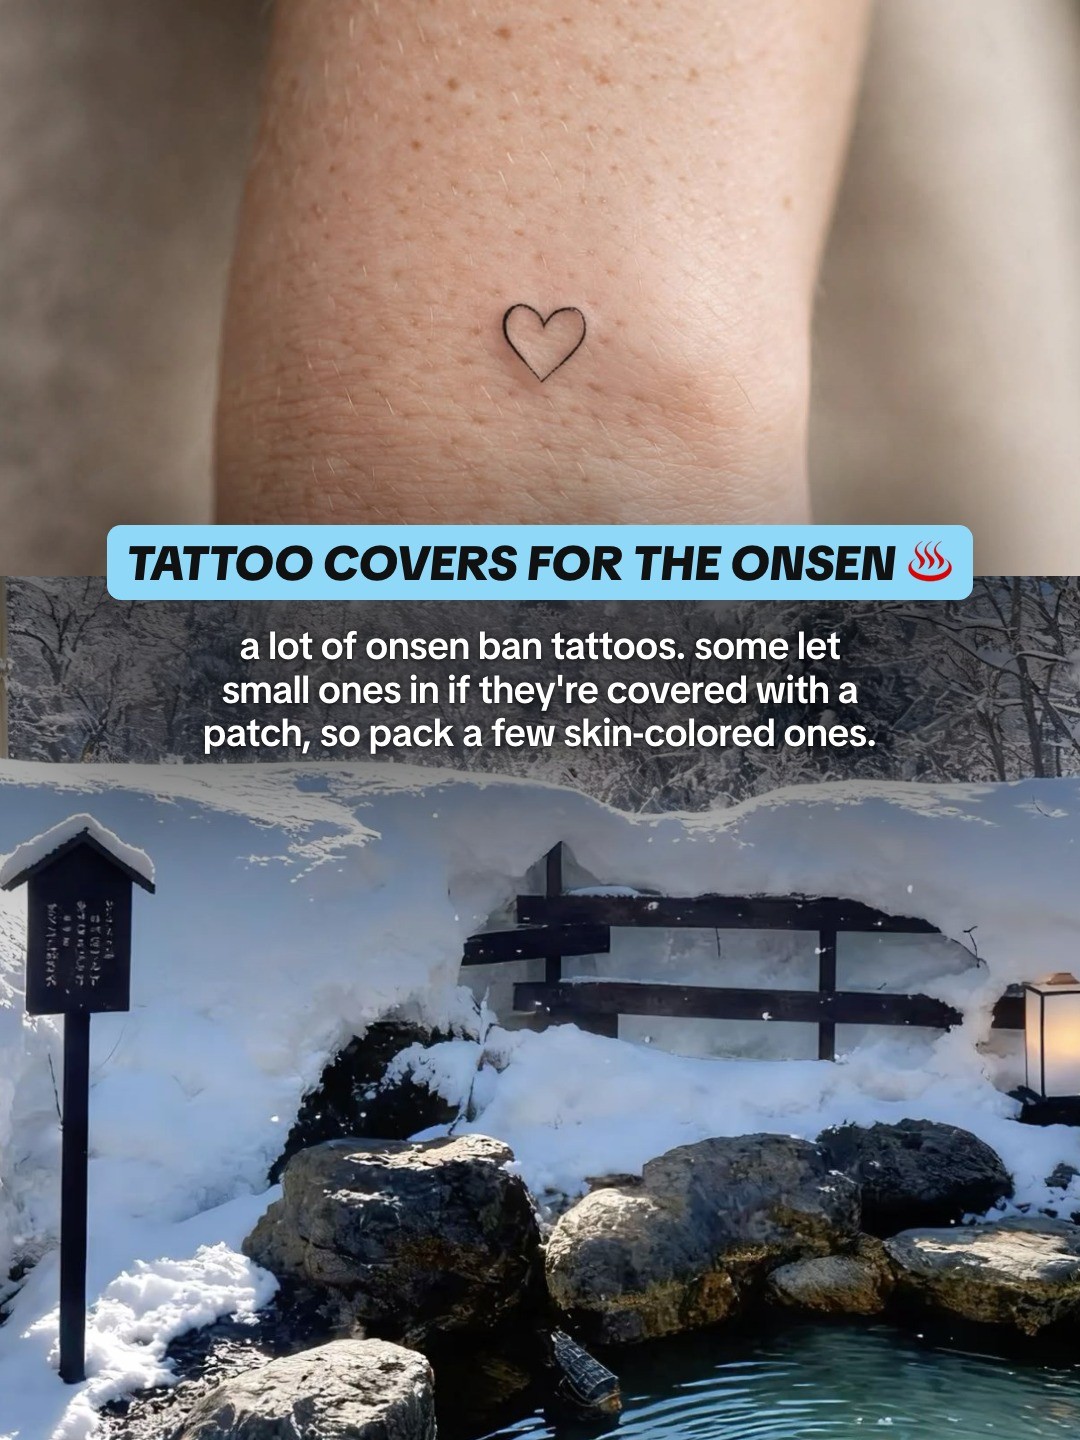 TATTOO COVERS FOR THE ONSEN ♨️
a lot of onsen ban tattoos. some let
small ones in if they're covered with a
patch, so pack a few skin-colored ones.